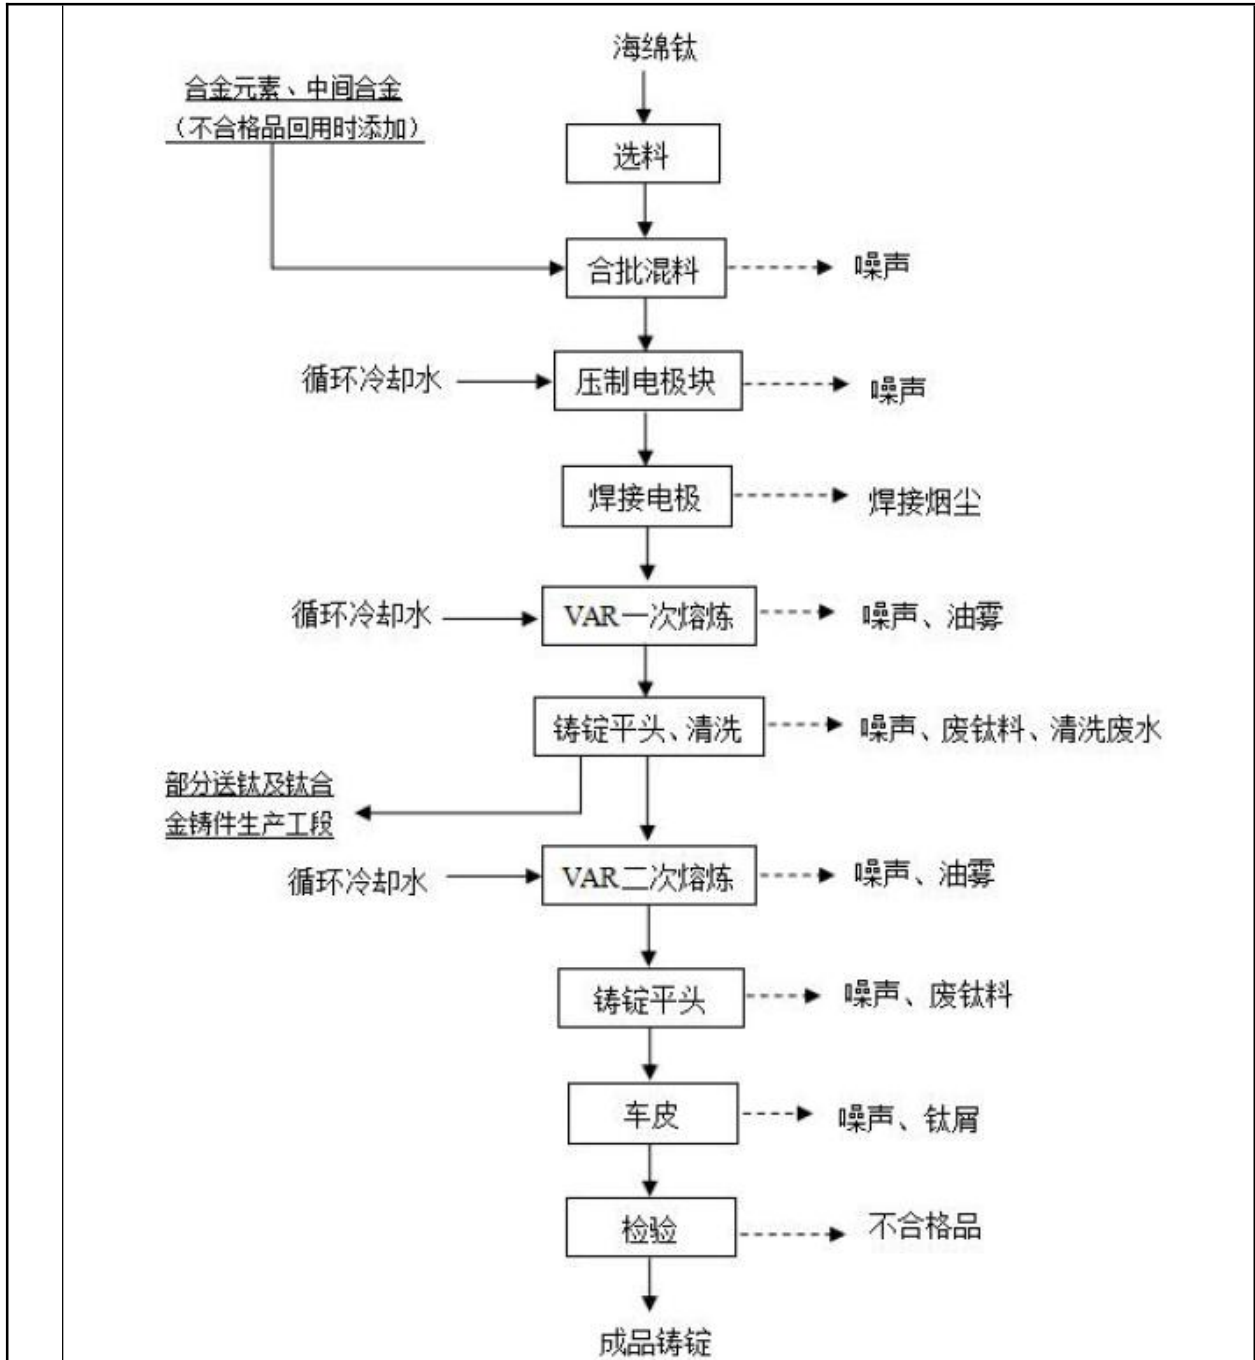 海绵钛
合金元素、中间合金
（不合格品回用时添加）
选料
合批混料
噪声
循环冷却水
压制电极块
噪声
焊接电极
焊接烟尘
循环冷却水
VAR一次熔炼
噪声、油雾
铸锭平头、清洗
噪声、废钛料、清洗废水
部分送钛及钛合
金铸件生产工段
循环冷却水
VAR二次熔炼
噪声、油雾
铸锭平头
噪声、废钛料
车皮
噪声、钛屑
检验
不合格品
成品铸锭